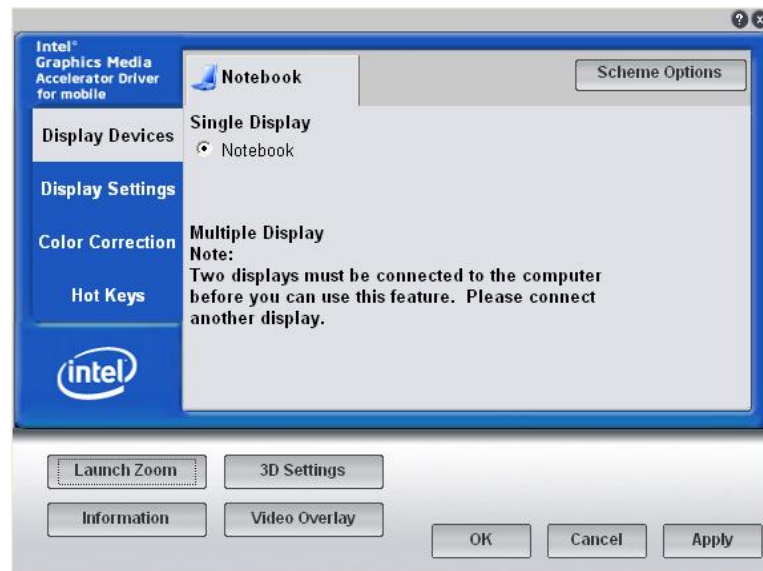 Intel®
Graphics Media
Accelerator Driver
for mobile
Notebook
Scheme Options
Display Devices
Display Settings
Color Correction
Hot Keys
intel
Single Display
Notebook
Multiple Display
Note:
Two displays must be connected to the computer
before you can use this feature. Please connect
another display.
Launch Zoom
3D Settings
Information
Video Overlay
OK
Cancel
Apply